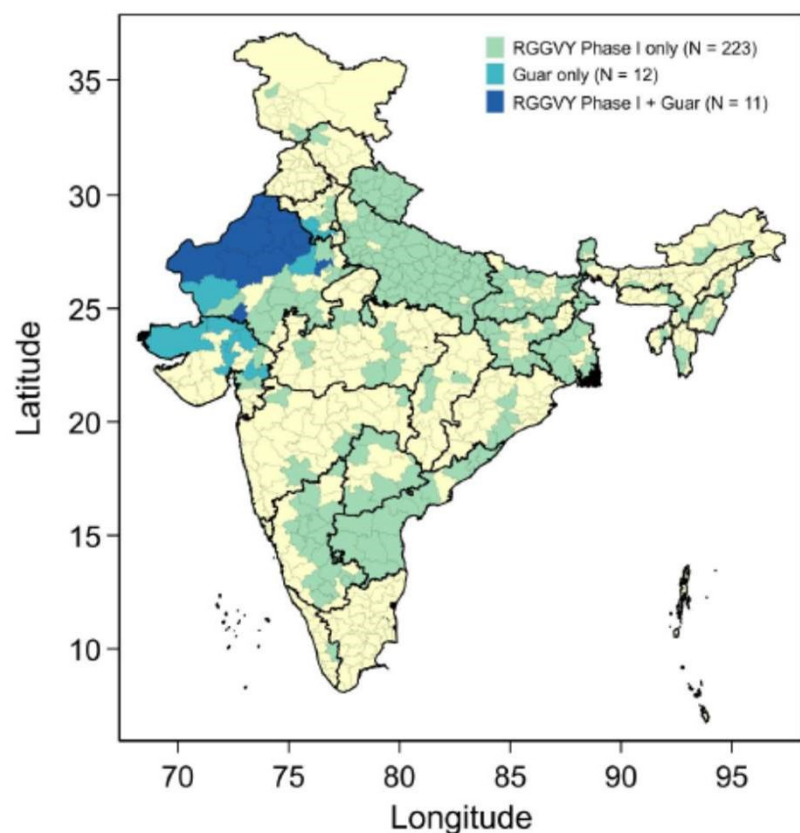 RGGVY Phase I only (N = 223)
Guar only (N = 12)
RGGVY Phase I + Guar (N = 11)
35
30
25
20
15
10
Latitude
70 75 80 85 90 95
Longitude